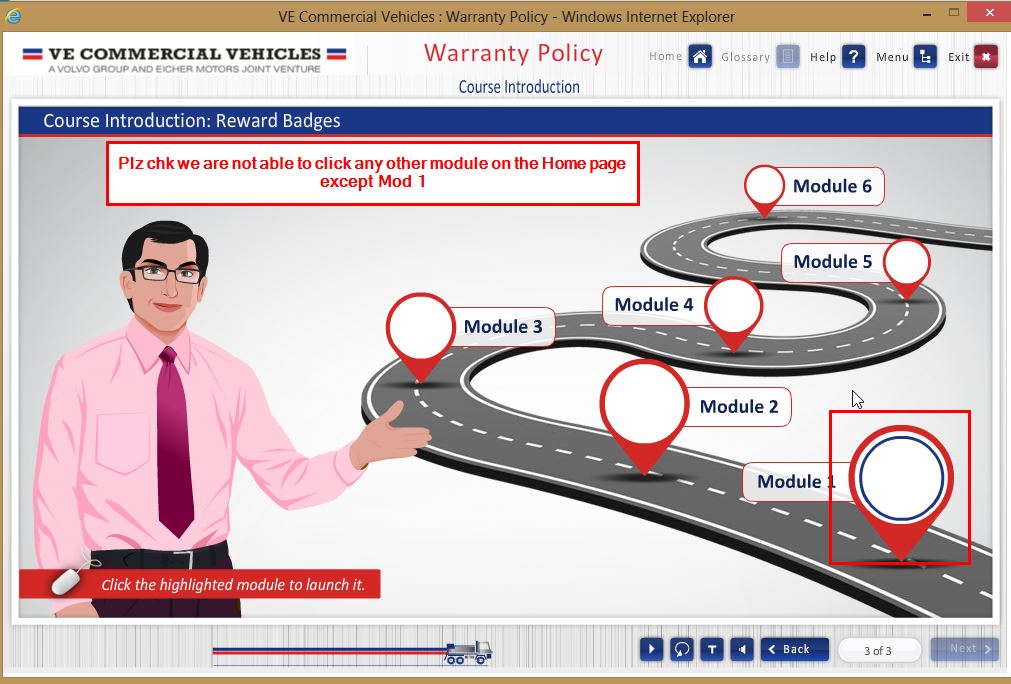 VE Commercial Vehicles : Warranty Policy - Windows Internet Explorer
VE COMMERCIAL VEHICLES
A VOLVO GROUP AND EICHER MOTORS JOINT VENTURE
Warranty Policy
Home
Glossary
Help
?
Menu
Exit
Course Introduction
Course Introduction: Reward Badges
Plz chk we are not able to click any other module on the Home page
except Mod 1
Module 6
Module 5
Module 4
Module 3
Module 2
Module 1
Click the highlighted module to launch it.
T
Back
3 of 3
Next